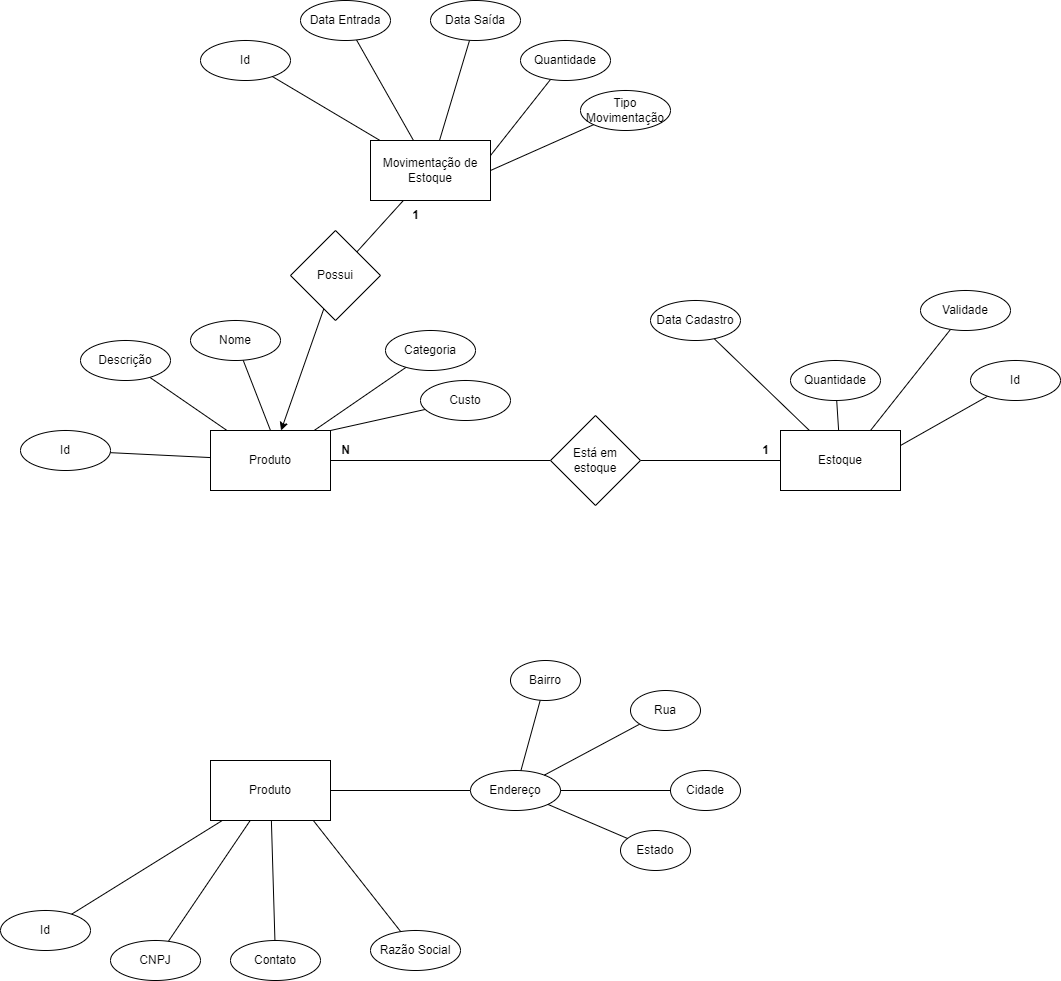 Data Entrada
Data Saída
Id
Quantidade
Tipo
Movimentação
Movimentação de
Estoque
1
Possui
Descrição
Nome
Categoria
Custo
Id
Produto
N
Está em
estoque
1
Data Cadastro
Validade
Quantidade
Id
Estoque
Bairro
Rua
Produto
Endereço
Cidade
Estado
Id
CNPJ
Contato
Razão Social